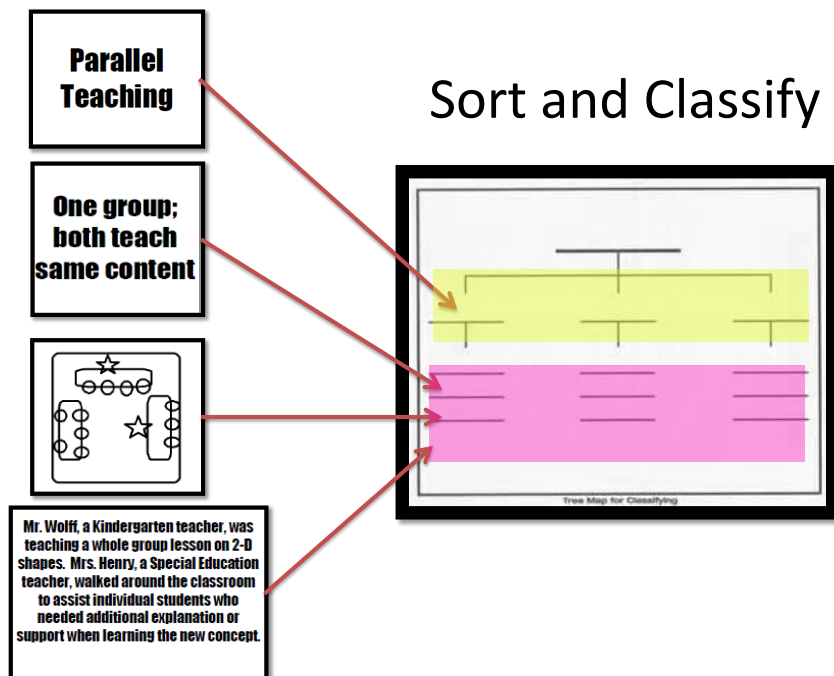 Parallel
Teaching
Sort and Classify
One group;
both teach
same content
Mr. Wolff, a Kindergarten teacher, was
teaching a whole group lesson on 2-D
shapes. Mrs. Henry, a Special Education
teacher, walked around the classroom
to assist individual students who
needed additional explanation or
support when learning the new concept.
Tree Map for Classifying